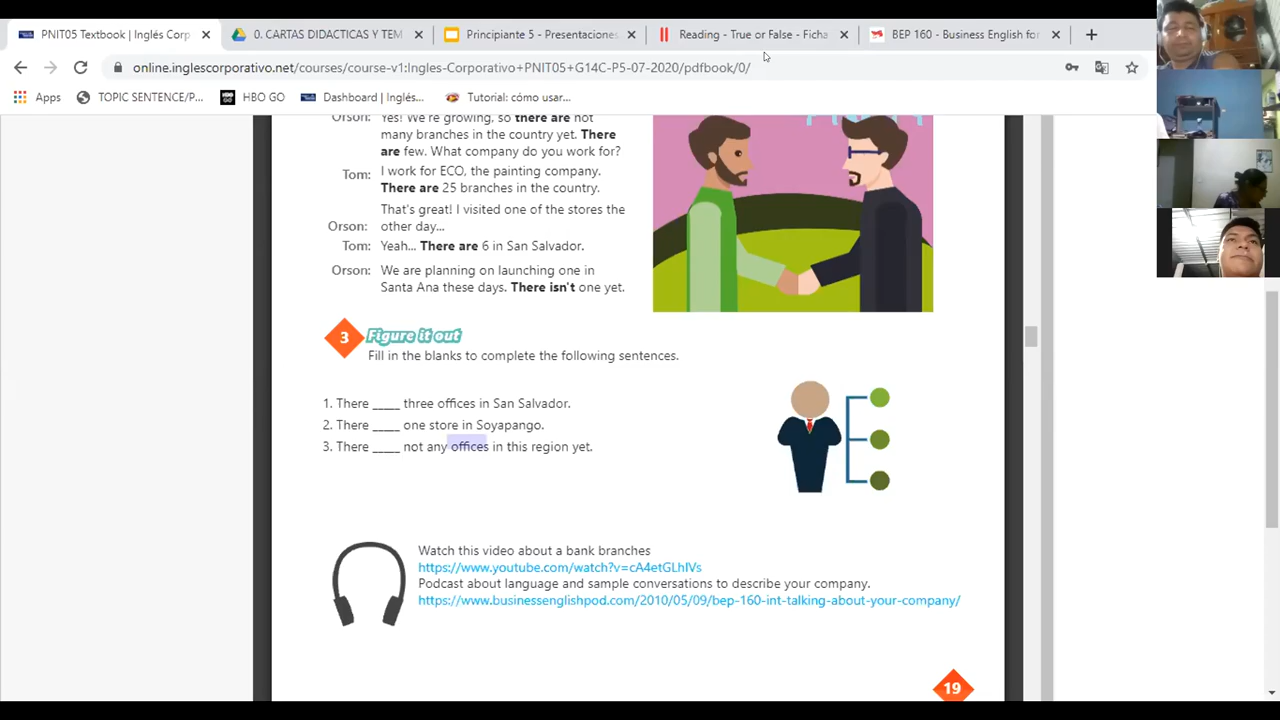 PNIT05 Textbook | Inglés Corp
0. CARTAS DIDACTICAS Y TEM
Principiante 5 - Presentaciones
Reading - True or False - Ficha
BEP 160 - Business English for
online.inglescorporativo.net/courses/course-v1:Ingles-Corporativo+PNIT05+G14C-P5-07-2020/pdfbook/0/
Apps
TOPIC SENTENCE/P...
HBO GO
Dashboard | Inglés...
Tutorial: cómo usar...
Orson: Yes! We're growing, so there are not
many branches in the country yet. There
are few. What company do you work for?
Tom: I work for ECO, the painting company.
There are 25 branches in the country.
That's great! I visited one of the stores the
Orson: other day...
Tom: Yeah... There are 6 in San Salvador.
Orson: We are planning on launching one in
Santa Ana these days. There isn't one yet.
3 Figure it out
Fill in the blanks to complete the following sentences.
1. There _____ three offices in San Salvador.
2. There _____ one store in Soyapango.
3. There _____ not any offices in this region yet.
Watch this video about a bank branches
https://www.youtube.com/watch?v=cA4etGLhIVs
Podcast about language and sample conversations to describe your company.
https://www.businessenglishpod.com/2010/05/09/bep-160-int-talking-about-your-company/
19